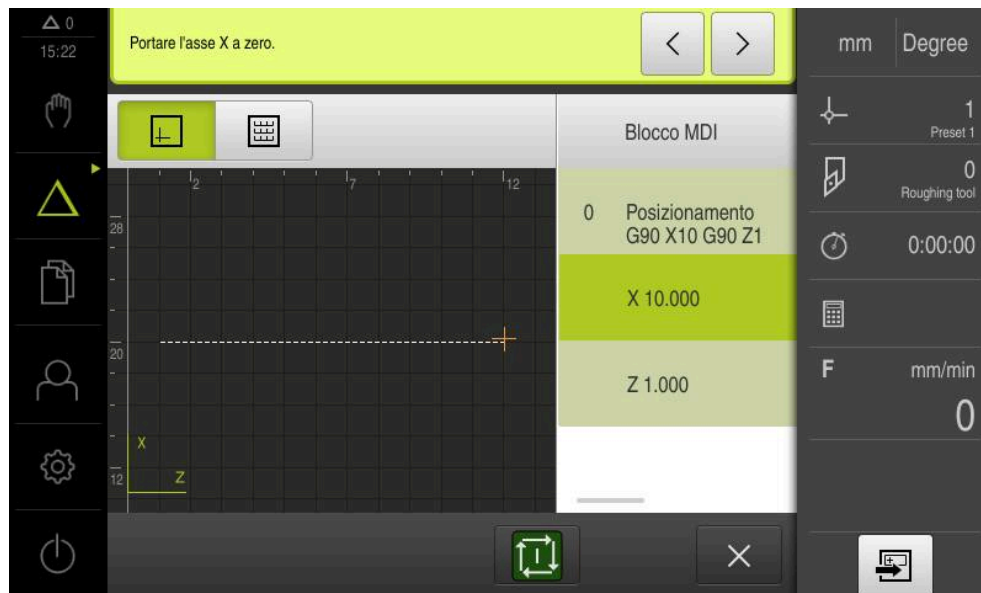 0
15:22
Portare l'asse X a zero.
mm Degree
1
Preset 1
0
Roughing tool
0:00:00
F mm/min
0
Blocco MDI
0 Posizionamento
G90 X10 G90 Z1
X 10.000
Z 1.000
2 7 12
28
20
12
X
Z